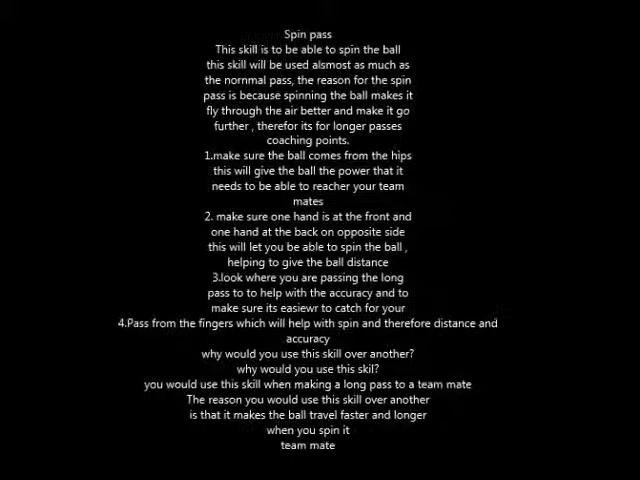 Spin pass
This skill is to be able to spin the ball
this skill will be used alsmost as much as
the nornmal pass, the reason for the spin
pass is because spinning the ball makes it
fly through the air better and make it go
further , therefor its for longer passes
coaching points.
1.make sure the ball comes from the hips
this will give the ball the power that it
needs to be able to reacher your team
mates
2. make sure one hand is at the front and
one hand at the back on opposite side
this will let you be able to spin the ball ,
helping to give the ball distance
3.look where you are passing the long
pass to to help with the accuracy and to
make sure its easiewr to catch for your
4.Pass from the fingers which will help with spin and therefore distance and
accuracy
why would you use this skill over another?
why would you use this skil?
you would use this skill when making a long pass to a team mate
The reason you would use this skill over another
is that it makes the ball travel faster and longer
when you spin it
team mate